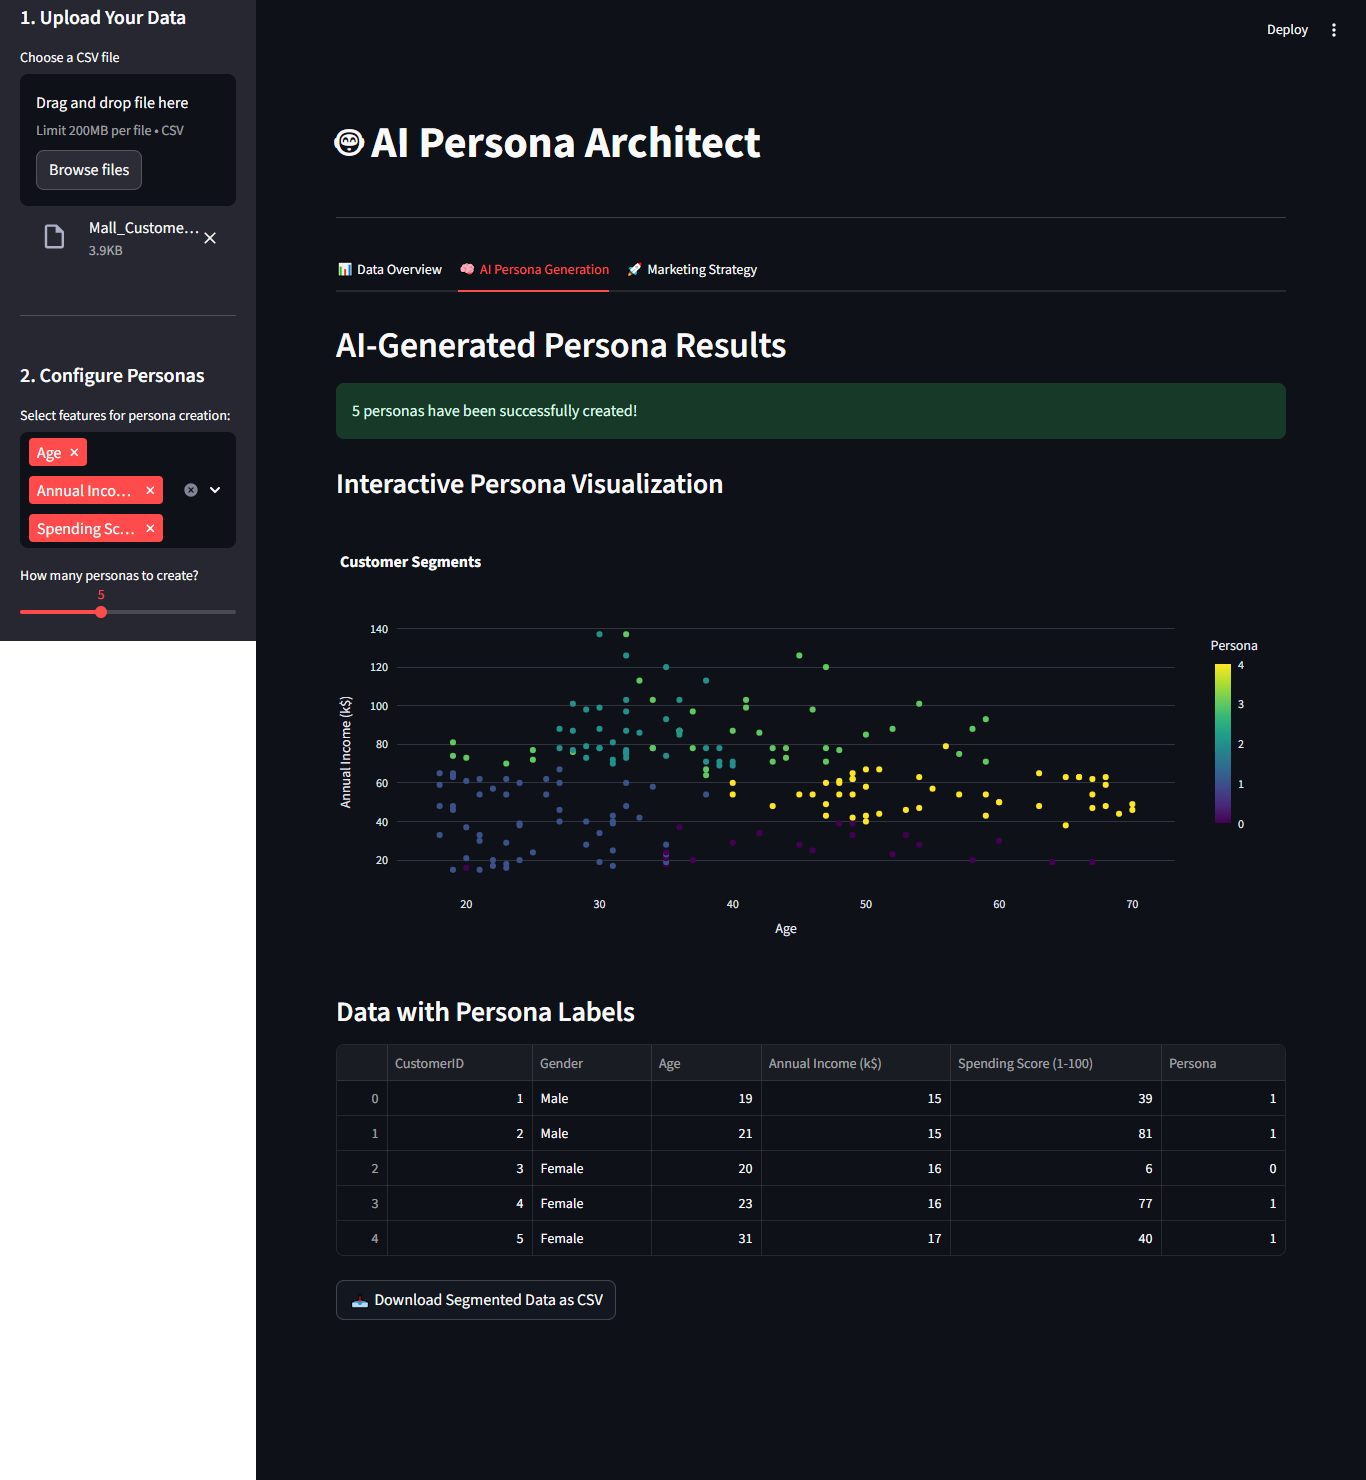 1. Upload Your Data
Choose a CSV file
Drag and drop file here
Limit 200MB per file • CSV
Browse files
Mall_Custome...
3.9KB
2. Configure Personas
Select features for persona creation:
Age
Annual Inco...
Spending Sc...
How many personas to create?
5
Deploy
AI Persona Architect
Data Overview
AI Persona Generation
Marketing Strategy
AI-Generated Persona Results
5 personas have been successfully created!
Interactive Persona Visualization
Customer Segments
140
120
100
80
60
40
20
Annual Income (k$)
20 30 40 50 60 70
Age
Persona
4
3
2
1
0
Data with Persona Labels
CustomerID Gender Age Annual Income (k$) Spending Score (1-100) Persona
0 1 Male 19 15 39 1
1 2 Male 21 15 81 1
2 3 Female 20 16 6 0
3 4 Female 23 16 77 1
4 5 Female 31 17 40 1
Download Segmented Data as CSV